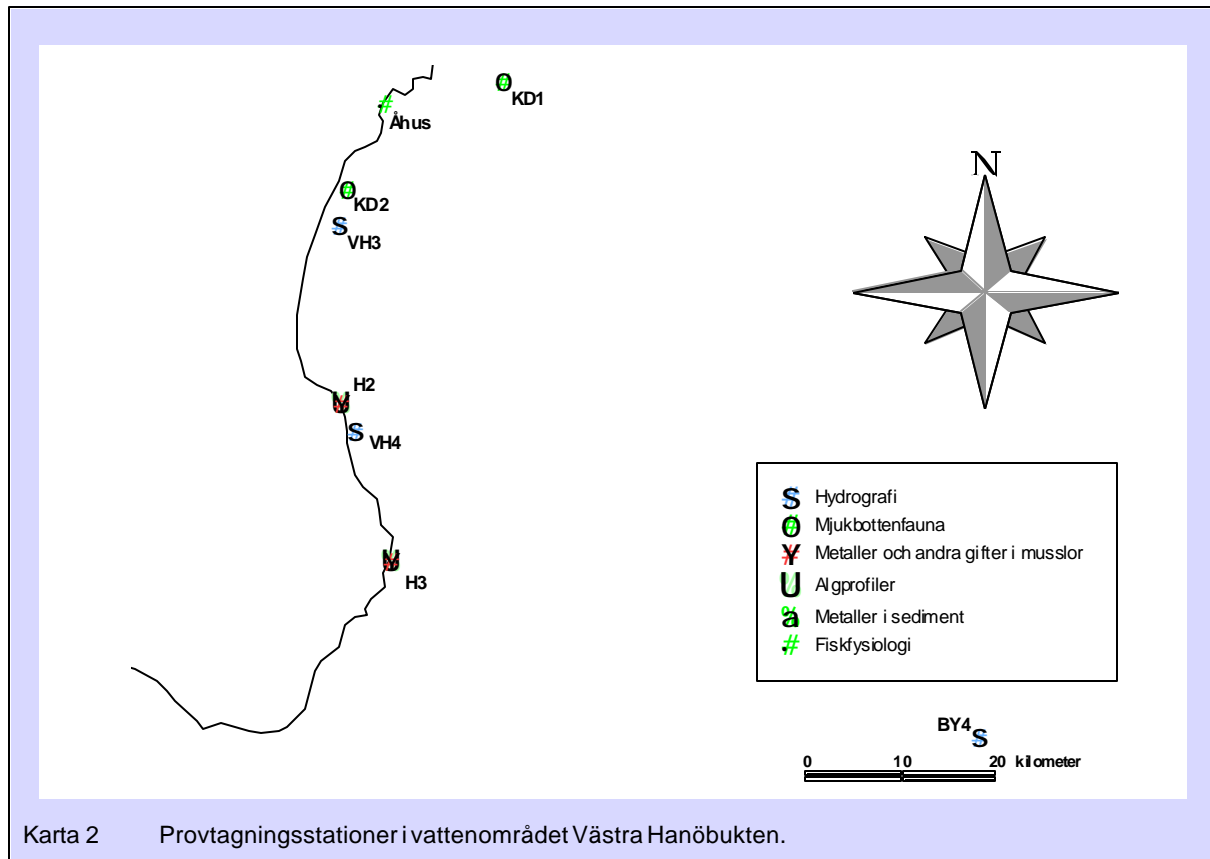 KD1
Åhus
N
KD2
VH3
H2
VH4
H3
S Hydrografi
O Mjukbottenfauna
Y Metaller och andra gifter i musslor
U Algprofiler
a Metaller i sediment
# Fiskfysiologi
BY4
0 10 20 kilometer
Karta 2 Provtagningsstationer i vattenområdet Västra Hanöbukten.